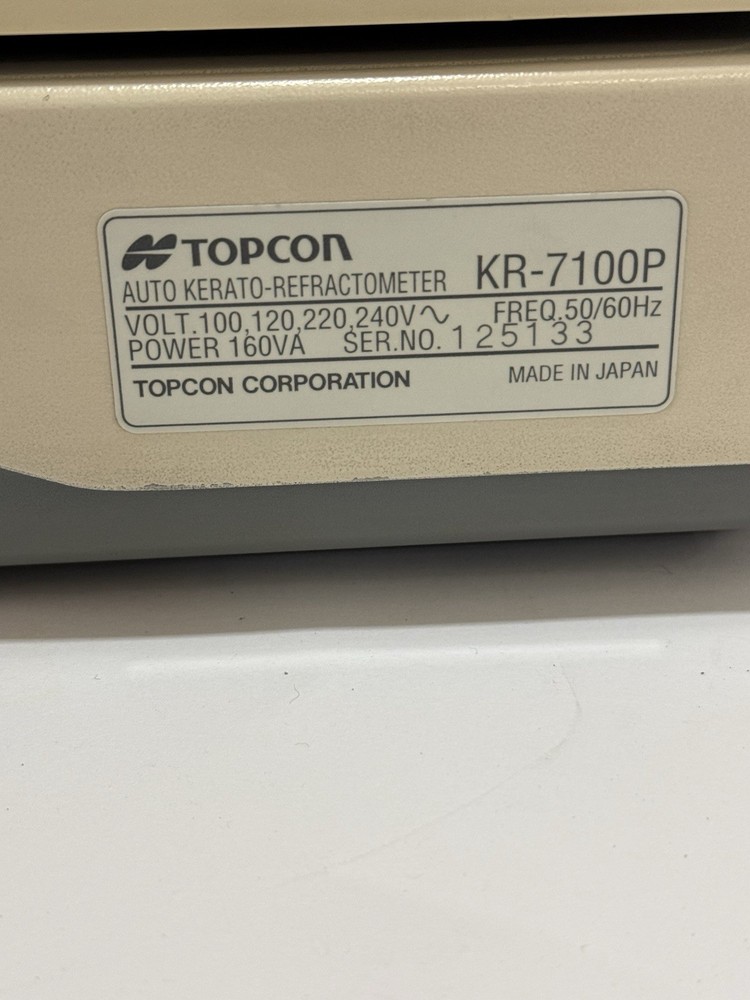 TOPCON
AUTO KERATO-REFRACTOMETER KR-7100P
VOLT.100,120,220,240V∿ FREQ.50/60Hz
POWER 160VA SER.NO. 125133
TOPCON CORPORATION MADE IN JAPAN